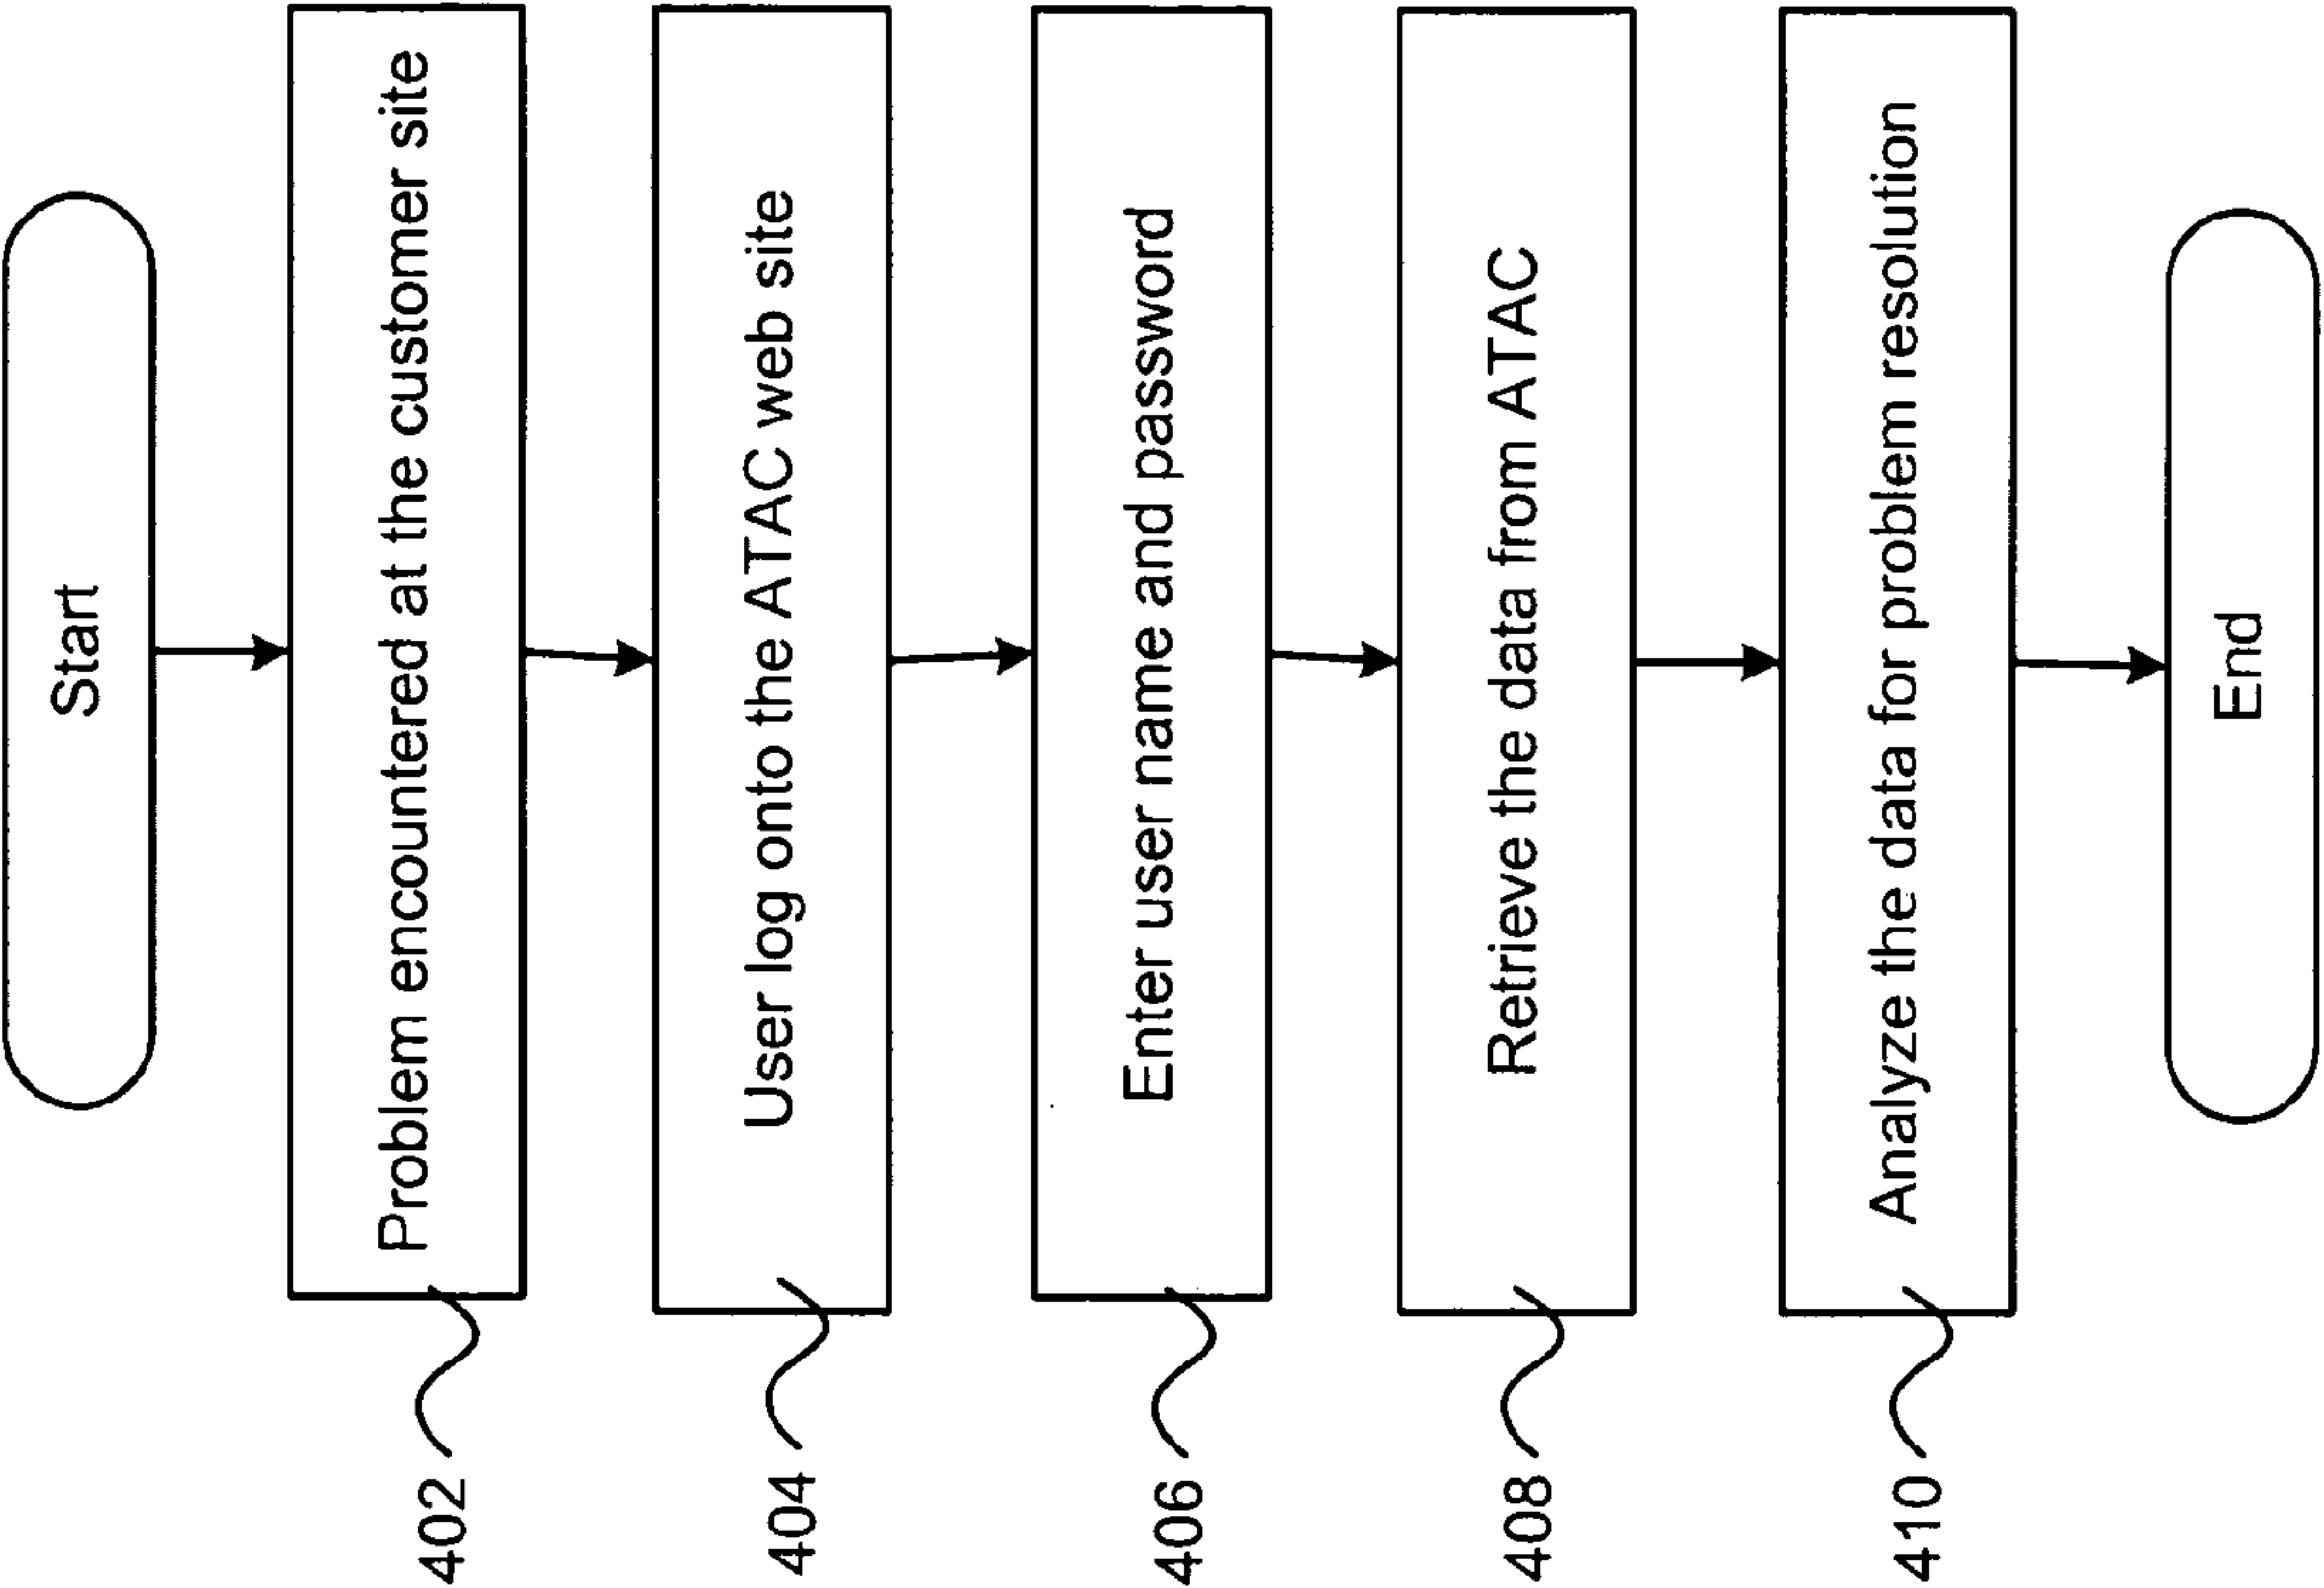 Start
Problem encountered at the customer site
402
User log onto the ATAC web site
404
Enter user name and password
406
Retrieve the data from ATAC
408
Analyze the data for problem resolution
410
End